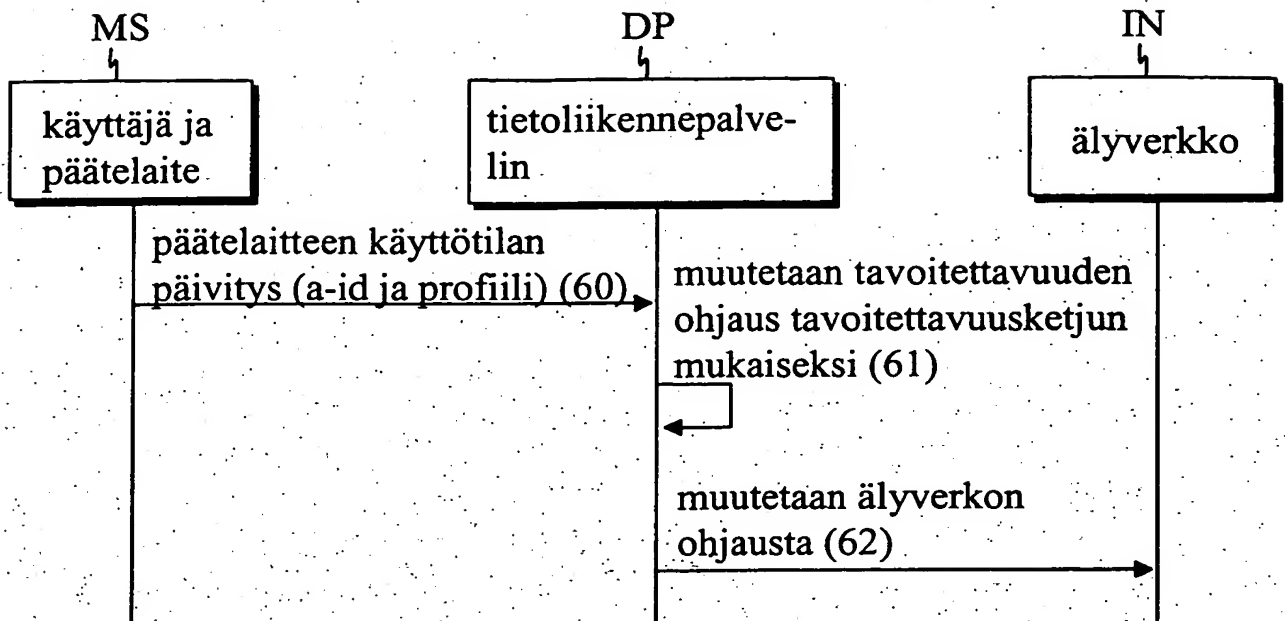 MS
DP
IN
käyttäjä ja
päätelaite
tietoliikennepalve-
lin
älyverkko
päätelaitteen käyttötilan
päivitys (a-id ja profiili) (60)
muutetaan tavoitettavuuden
ohjaus tavoitettavuusketjun
mukaiseksi (61)
muutetaan älyverkon
ohjausta (62)